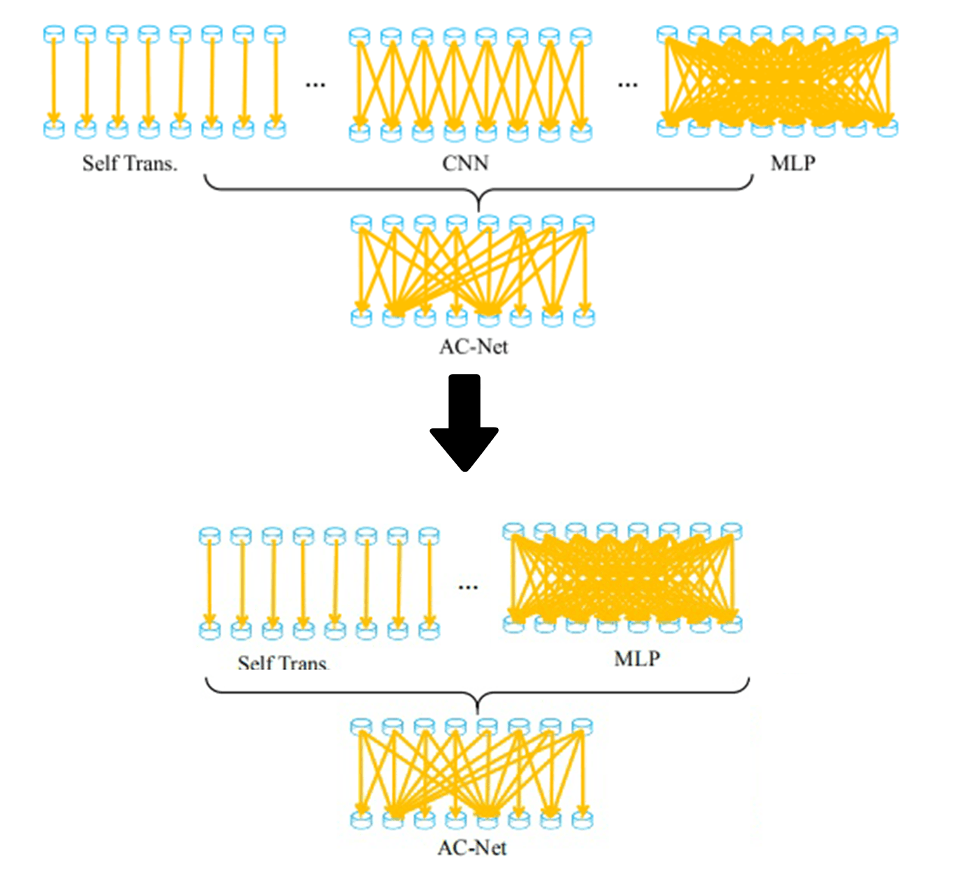 ... ...
Self Trans. CNN MLP
AC-Net
...
Self Trans. MLP
AC-Net